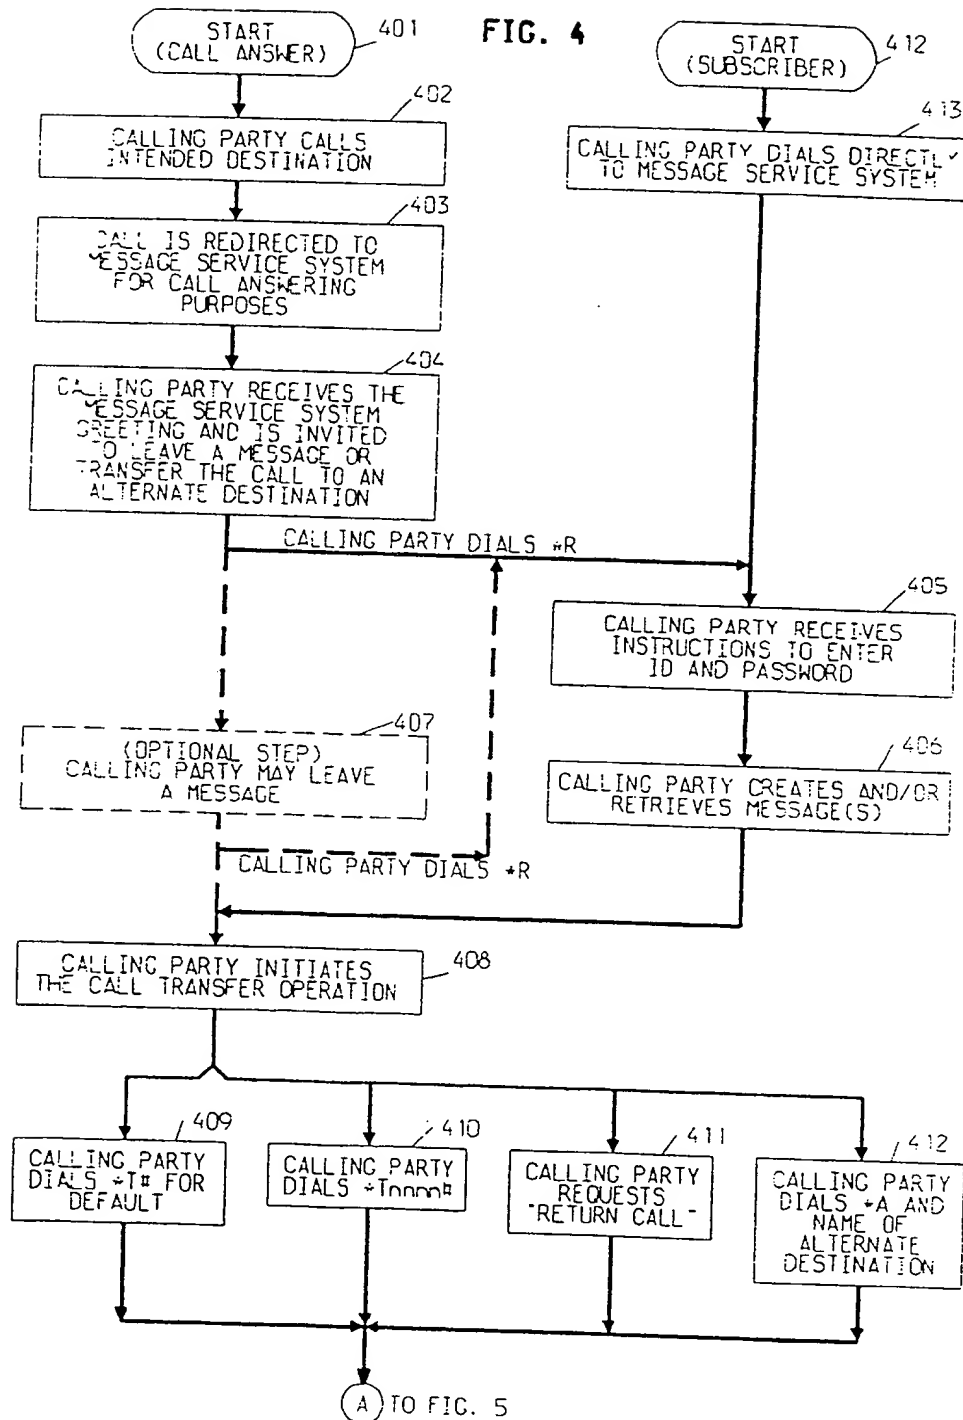 FIG. 4
START
(CALL ANSWER)
401
START
(SUBSCRIBER)
412
402
CALLING PARTY CALLS
INTENDED DESTINATION
413
CALLING PARTY DIALS DIRECTLY
TO MESSAGE SERVICE SYSTEM
403
CALL IS REDIRECTED TO
MESSAGE SERVICE SYSTEM
FOR CALL ANSWERING
PURPOSES
404
CALLING PARTY RECEIVES THE
MESSAGE SERVICE SYSTEM
GREETING AND IS INVITED
TO LEAVE A MESSAGE OR
TRANSFER THE CALL TO AN
ALTERNATE DESTINATION
CALLING PARTY DIALS *R
405
CALLING PARTY RECEIVES
INSTRUCTIONS TO ENTER
ID AND PASSWORD
407
(OPTIONAL STEP)
CALLING PARTY MAY LEAVE
A MESSAGE
406
CALLING PARTY CREATES AND/OR
RETRIEVES MESSAGE(S)
CALLING PARTY DIALS *R
408
CALLING PARTY INITIATES
THE CALL TRANSFER OPERATION
409
CALLING PARTY
DIALS *T# FOR
DEFAULT
410
CALLING PARTY
DIALS *Tnnnn#
411
CALLING PARTY
REQUESTS
"RETURN CALL"
412
CALLING PARTY
DIALS *A AND
NAME OF
ALTERNATE
DESTINATION
A TO FIG. 5